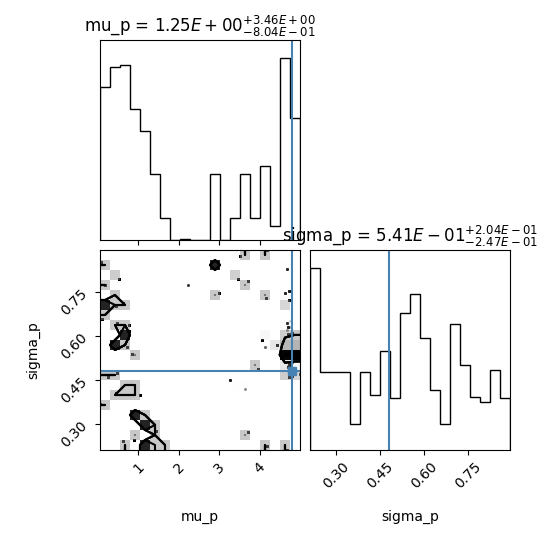 mu_p = 1.25E + 00+3.46E+00−8.04E−01
sigma_p = 5.41E − 01+2.04E−01−2.47E−01
sigma_p
0.75
0.60
0.45
0.30
1 2 3 4
0.30 0.45 0.60 0.75
mu_p
sigma_p